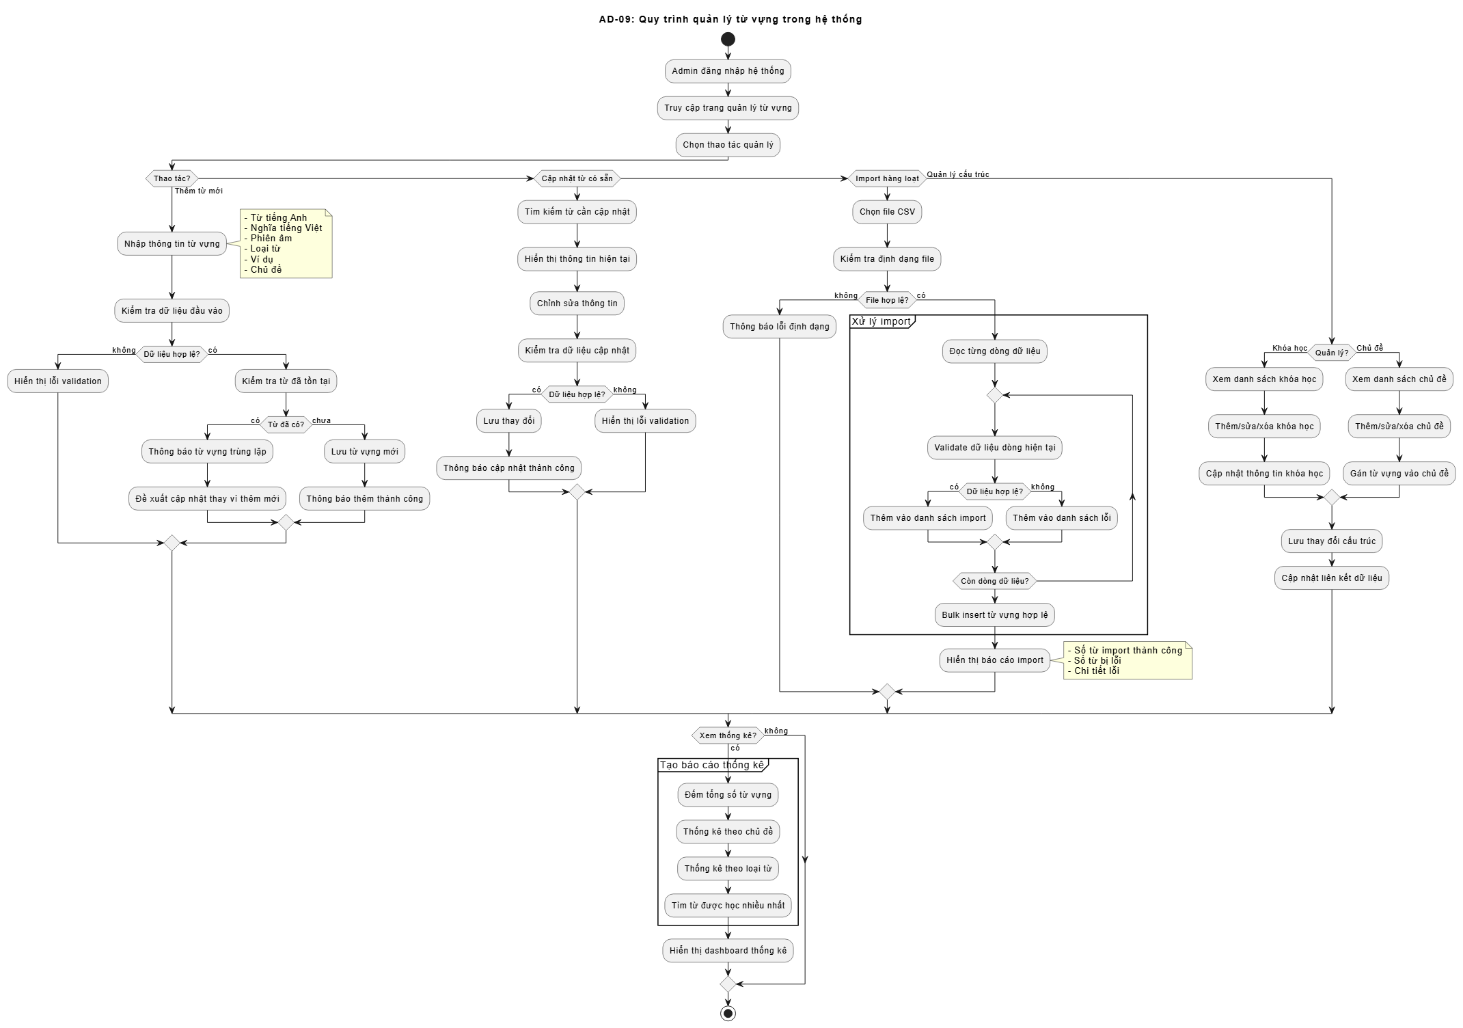 AD-09: Quy trình quản lý từ vựng trong hệ thống
Admin đăng nhập hệ thống
Truy cập trang quản lý từ vựng
Chọn thao tác quản lý
Thao tác?
Thêm từ mới
Nhập thông tin từ vựng
- Từ tiếng Anh
- Nghĩa tiếng Việt
- Phiên âm
- Loại từ
- Ví dụ
- Chủ đề
Kiểm tra dữ liệu đầu vào
không
Dữ liệu hợp lệ?
có
Hiển thị lỗi validation
Kiểm tra từ đã tồn tại
có
Từ đã có?
chưa
Thông báo từ vựng trùng lặp
Lưu từ vựng mới
Đề xuất cập nhật thay vì thêm mới
Thông báo thêm thành công
Cập nhật từ có sẵn
Tìm kiếm từ cần cập nhật
Hiển thị thông tin hiện tại
Chỉnh sửa thông tin
Kiểm tra dữ liệu cập nhật
có
Dữ liệu hợp lệ?
không
Lưu thay đổi
Hiển thị lỗi validation
Thông báo cập nhật thành công
Import hàng loạt
Chọn file CSV
Kiểm tra định dạng file
không
File hợp lệ?
có
Thông báo lỗi định dạng
Xử lý import
Đọc từng dòng dữ liệu
Validate dữ liệu dòng hiện tại
có
Dữ liệu hợp lệ?
không
Thêm vào danh sách import
Thêm vào danh sách lỗi
Còn dòng dữ liệu?
Bulk insert từ vựng hợp lệ
Hiển thị báo cáo import
- Số từ import thành công
- Số từ bị lỗi
- Chi tiết lỗi
Quản lý cấu trúc
Khóa học
Quản lý?
Chủ đề
Xem danh sách khóa học
Xem danh sách chủ đề
Thêm/sửa/xóa khóa học
Thêm/sửa/xóa chủ đề
Cập nhật thông tin khóa học
Gán từ vựng vào chủ đề
Lưu thay đổi cấu trúc
Cập nhật liên kết dữ liệu
Xem thống kê?
không
có
Tạo báo cáo thống kê
Đếm tổng số từ vựng
Thống kê theo chủ đề
Thống kê theo loại từ
Tìm từ được học nhiều nhất
Hiển thị dashboard thống kê